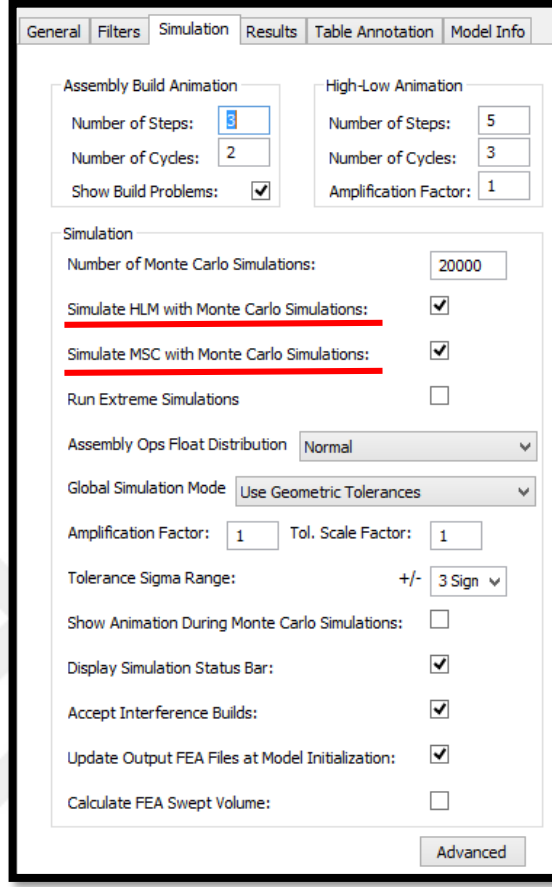 General Filters Simulation Results Table Annotation Model Info
Assembly Build Animation High-Low Animation
Number of Steps: 3 Number of Steps: 5
Number of Cycles: 2 Number of Cycles: 3
Show Build Problems: Amplification Factor: 1
Simulation
Number of Monte Carlo Simulations: 20000
Simulate HLM with Monte Carlo Simulations:
Simulate MSC with Monte Carlo Simulations:
Run Extreme Simulations
Assembly Ops Float Distribution Normal
Global Simulation Mode Use Geometric Tolerances
Amplification Factor: 1 Tol. Scale Factor: 1
Tolerance Sigma Range: +/- 3 Sign
Show Animation During Monte Carlo Simulations:
Display Simulation Status Bar:
Accept Interference Builds:
Update Output FEA Files at Model Initialization:
Calculate FEA Swept Volume:
Advanced